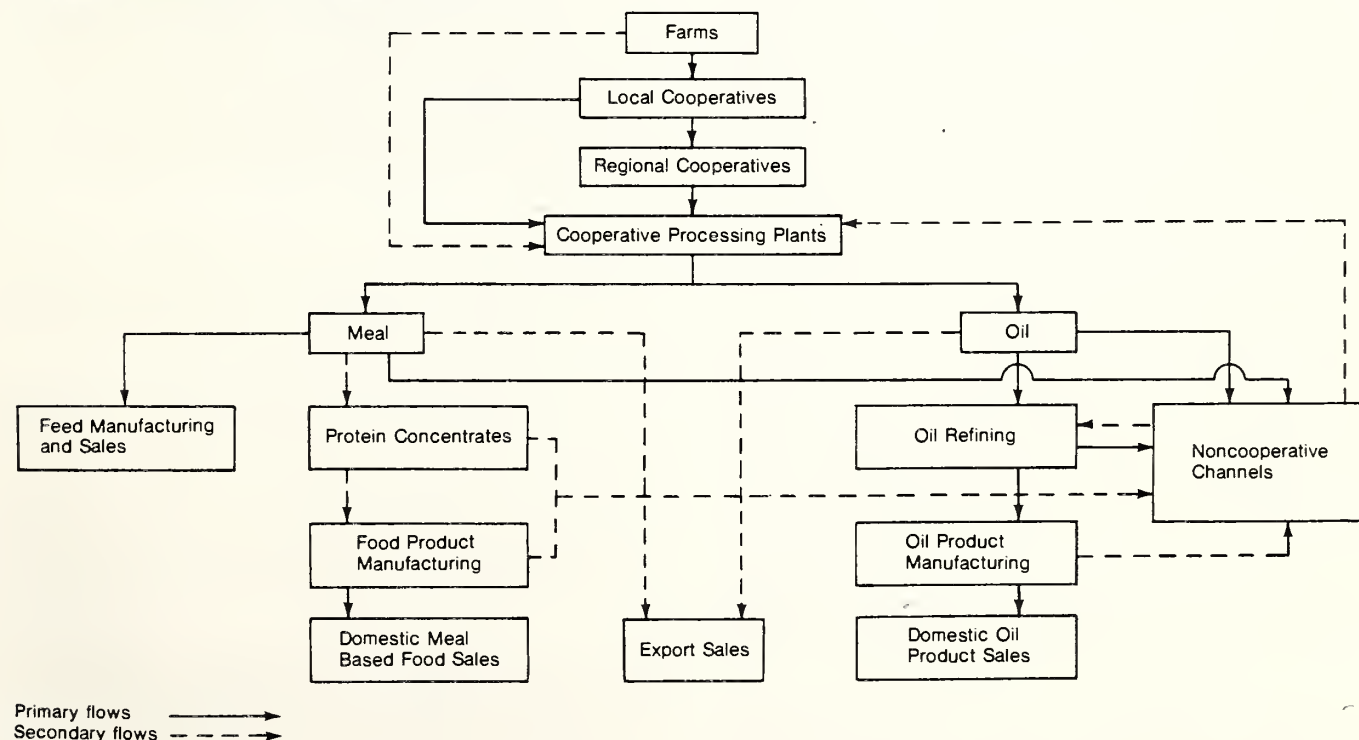 Farms
Local Cooperatives
Regional Cooperatives
Cooperative Processing Plants
Meal
Oil
Feed Manufacturing
and Sales
Protein Concentrates
Oil Refining
Noncooperative
Channels
Food Product
Manufacturing
Oil Product
Manufacturing
Domestic Meal
Based Food Sales
Export Sales
Domestic Oil
Product Sales
Primary flows
Secondary flows